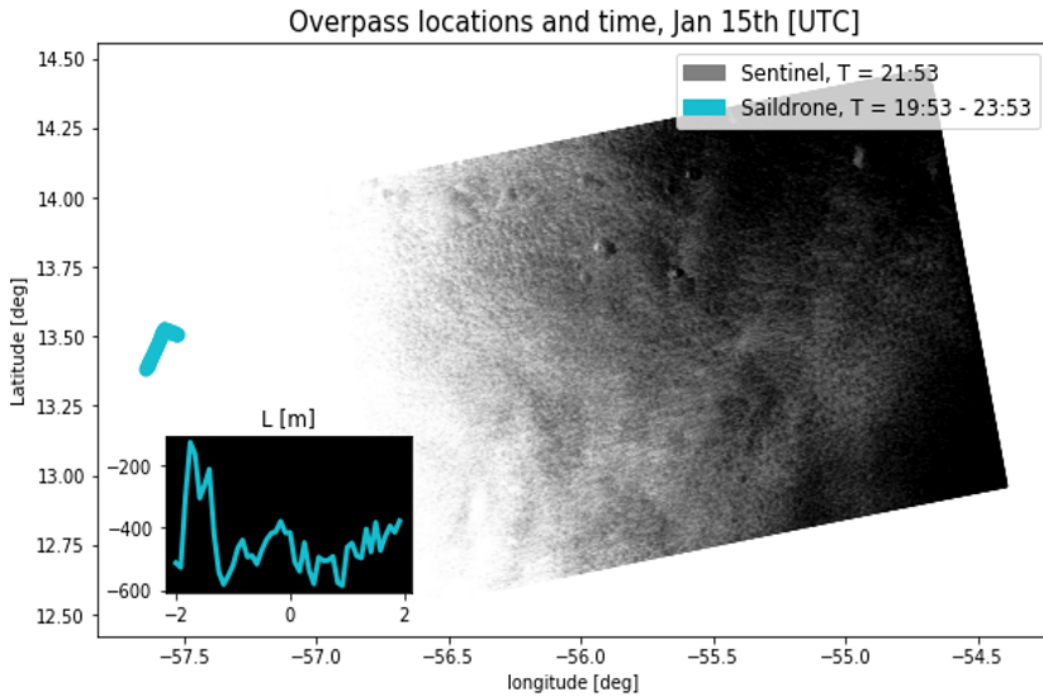 Overpass locations and time, Jan 15th [UTC]
Sentinel, T = 21:53
Saildrone, T = 19:53 - 23:53
Latitude [deg]
14.50
14.25
14.00
13.75
13.50
13.25
13.00
12.75
12.50
L [m]
−200
−400
−600
−2 0 2
−57.5 −57.0 −56.5 −56.0 −55.5 −55.0 −54.5
longitude [deg]